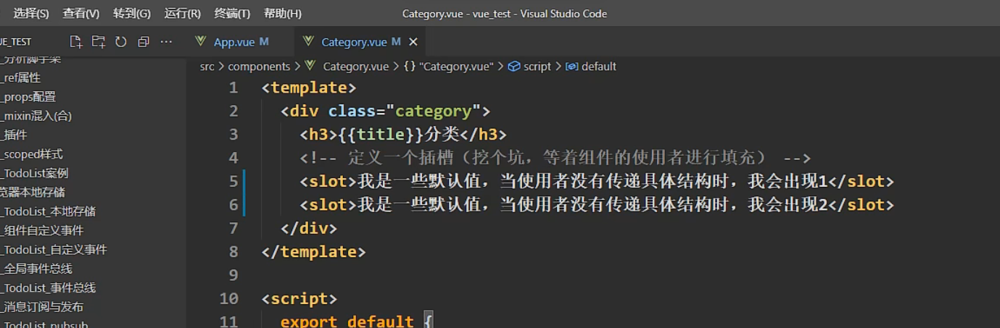 选择(S) 查看(V) 转到(G) 运行(R) 终端(T) 帮助(H) Category.vue - vue_test - Visual Studio Code
UE_TEST ··· App.vue M Category.vue M ×
_分析脚手架
_ref属性
_props配置
_mixin混入(合)
_插件
_scoped样式
_TodoList案例
览器本地存储
_TodoList_本地存储
_组件自定义事件
_TodoList_自定义事件
_全局事件总线
_TodoList_事件总线
_消息订阅与发布
_TodoList_pubsub
src > components > Category.vue > {} "Category.vue" > script > default
1 <template>
2 <div class="category">
3 <h3>{{title}}分类</h3>
4 <!-- 定义一个插槽（挖个坑，等着组件的使用者进行填充） -->
5 <slot>我是一些默认值，当使用者没有传递具体结构时，我会出现1</slot>
6 <slot>我是一些默认值，当使用者没有传递具体结构时，我会出现2</slot>
7 </div>
8 </template>
9
10 <script>
11 export default {